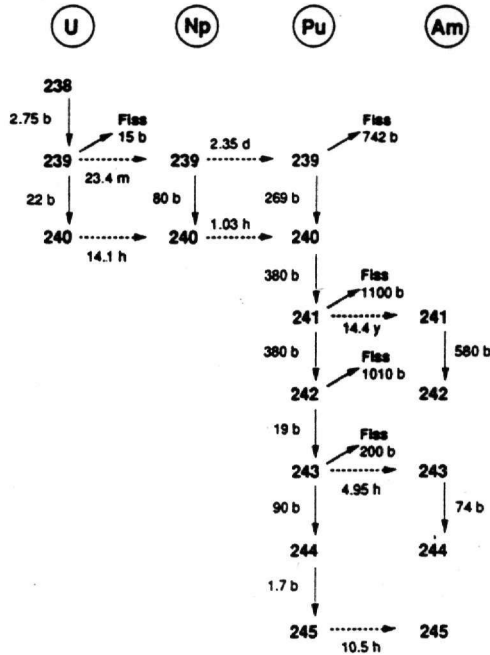 U Np Pu Am
238
2.75 b Fiss Fiss
15 b 2.35 d 742 b
239 239 239
23.4 m
22 b 80 b 269 b
240 1.03 h
240 240
14.1 h
380 b Fiss
1100 b
241 241
14.4 y
380 b Fiss 580 b
1010 b
242 242
19 b Fiss
200 b
243 243
4.95 h
90 b 74 b
244 244
1.7 b
245 245
10.5 h